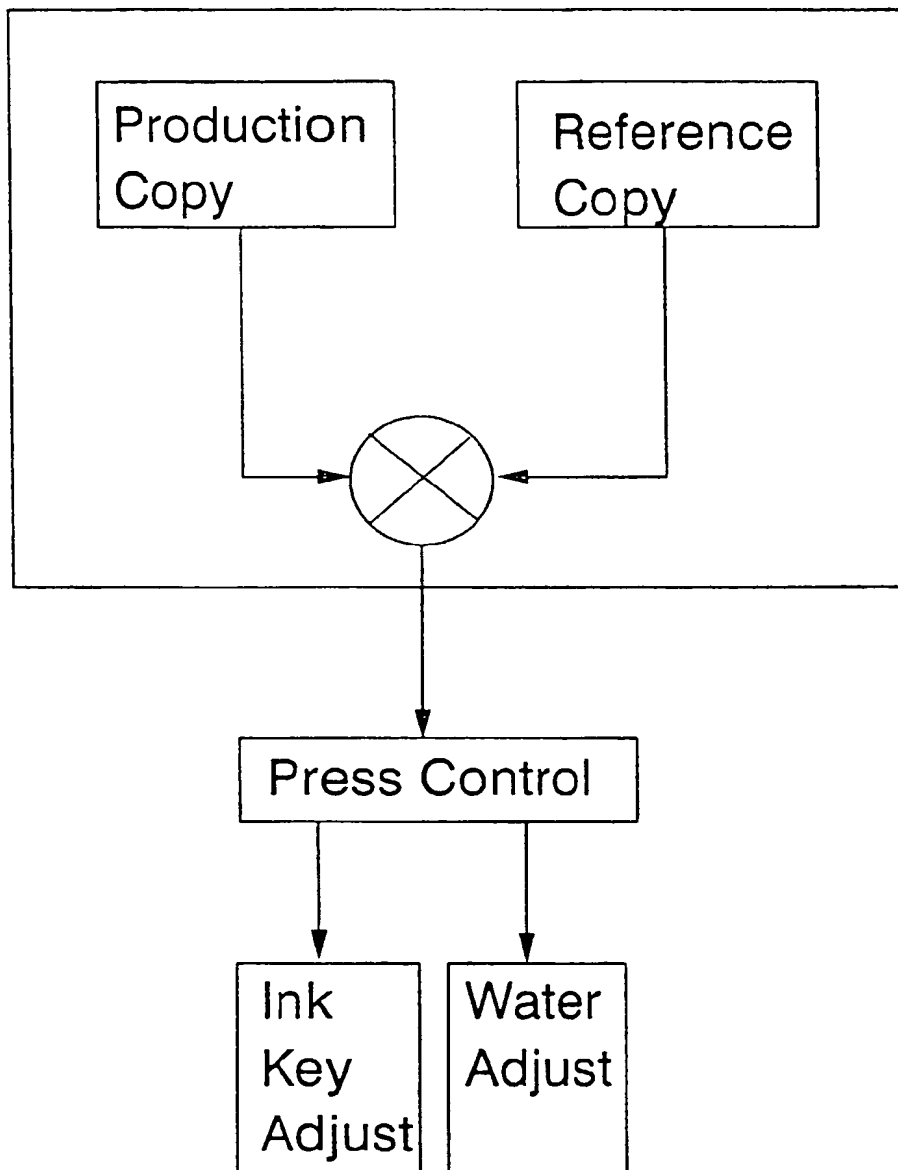 Production
Copy
Reference
Copy
Press Control
Ink
Key
Adjust
Water
Adjust